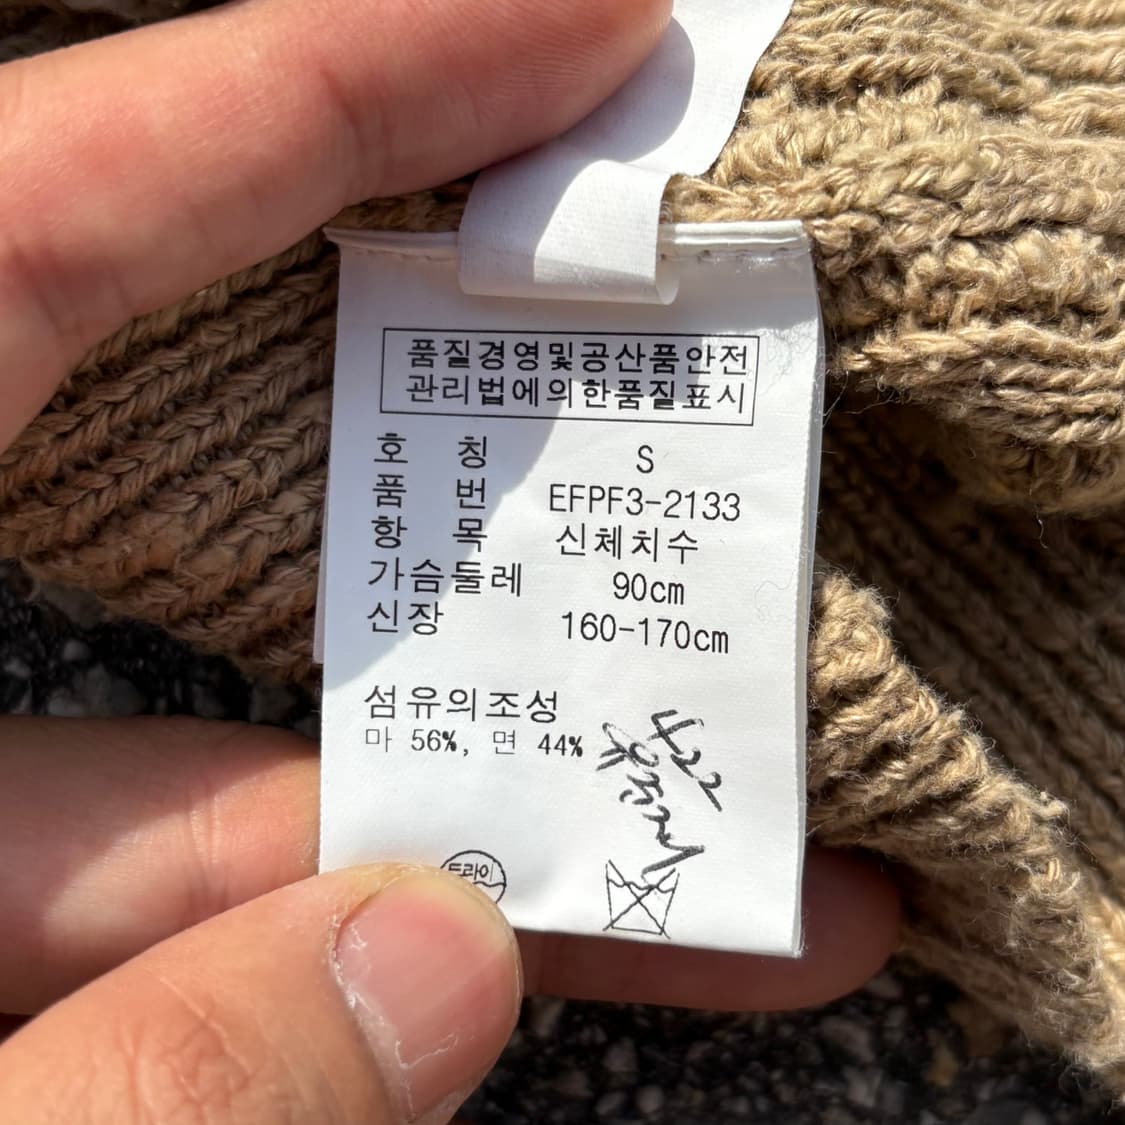 품질경영및공산품안전
관리법에의한품질표시
호 칭 S
품 번 EFPF3-2133
항 목 신체치수
가슴둘레 90cm
신장 160-170cm
섬유의조성
마 56%, 면 44%
422
드라이